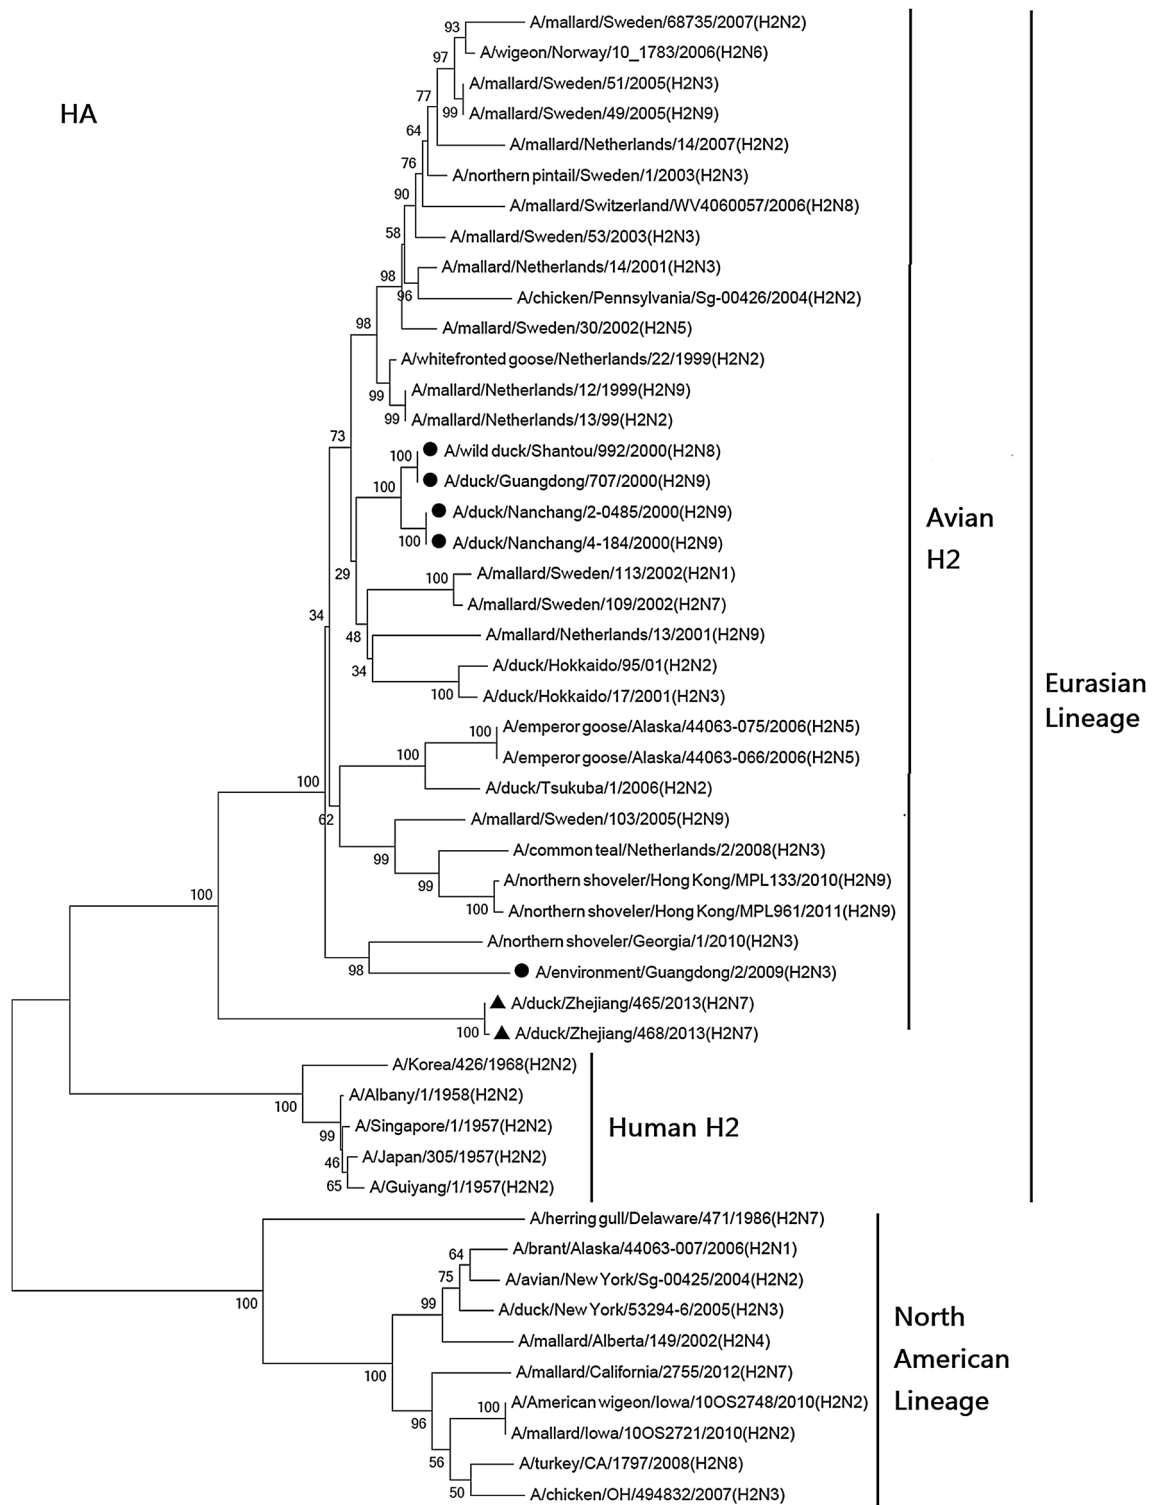 HA
93
A/mallard/Sweden/68735/2007(H2N2)
A/wigeon/Norway/10_1783/2006(H2N6)
97
A/mallard/Sweden/51/2005(H2N3)
77
99
A/mallard/Sweden/49/2005(H2N9)
64
A/mallard/Netherlands/14/2007(H2N2)
76
A/northern pintail/Sweden/1/2003(H2N3)
90
A/mallard/Switzerland/WV4060057/2006(H2N8)
58
A/mallard/Sweden/53/2003(H2N3)
98
A/mallard/Netherlands/14/2001(H2N3)
96
A/chicken/Pennsylvania/Sg-00426/2004(H2N2)
98
A/mallard/Sweden/30/2002(H2N5)
A/whitefronted goose/Netherlands/22/1999(H2N2)
99
A/mallard/Netherlands/12/1999(H2N9)
99
A/mallard/Netherlands/13/99(H2N2)
73
100
A/wild duck/Shantou/992/2000(H2N8)
A/duck/Guangdong/707/2000(H2N9)
100
A/duck/Nanchang/2-0485/2000(H2N9)
100
A/duck/Nanchang/4-184/2000(H2N9)
29
100
A/mallard/Sweden/113/2002(H2N1)
A/mallard/Sweden/109/2002(H2N7)
34
48
A/mallard/Netherlands/13/2001(H2N9)
34
A/duck/Hokkaido/95/01(H2N2)
100
A/duck/Hokkaido/17/2001(H2N3)
100
A/emperor goose/Alaska/44063-075/2006(H2N5)
100
A/emperor goose/Alaska/44063-066/2006(H2N5)
100
A/duck/Tsukuba/1/2006(H2N2)
62
A/mallard/Sweden/103/2005(H2N9)
99
A/common teal/Netherlands/2/2008(H2N3)
99
A/northern shoveler/Hong Kong/MPL133/2010(H2N9)
100
A/northern shoveler/Hong Kong/MPL961/2011(H2N9)
100
A/northern shoveler/Georgia/1/2010(H2N3)
98
A/environment/Guangdong/2/2009(H2N3)
A/duck/Zhejiang/465/2013(H2N7)
100
A/duck/Zhejiang/468/2013(H2N7)
Avian
H2
Eurasian
Lineage
A/Korea/426/1968(H2N2)
100
A/Albany/1/1958(H2N2)
99
A/Singapore/1/1957(H2N2)
46
A/Japan/305/1957(H2N2)
65
A/Guiyang/1/1957(H2N2)
Human H2
A/herring gull/Delaware/471/1986(H2N7)
100
64
A/brant/Alaska/44063-007/2006(H2N1)
75
A/avian/New York/Sg-00425/2004(H2N2)
99
A/duck/New York/53294-6/2005(H2N3)
A/mallard/Alberta/149/2002(H2N4)
100
A/mallard/California/2755/2012(H2N7)
96
100
A/American wigeon/Iowa/10OS2748/2010(H2N2)
A/mallard/Iowa/10OS2721/2010(H2N2)
56
A/turkey/CA/1797/2008(H2N8)
50
A/chicken/OH/494832/2007(H2N3)
North
American
Lineage